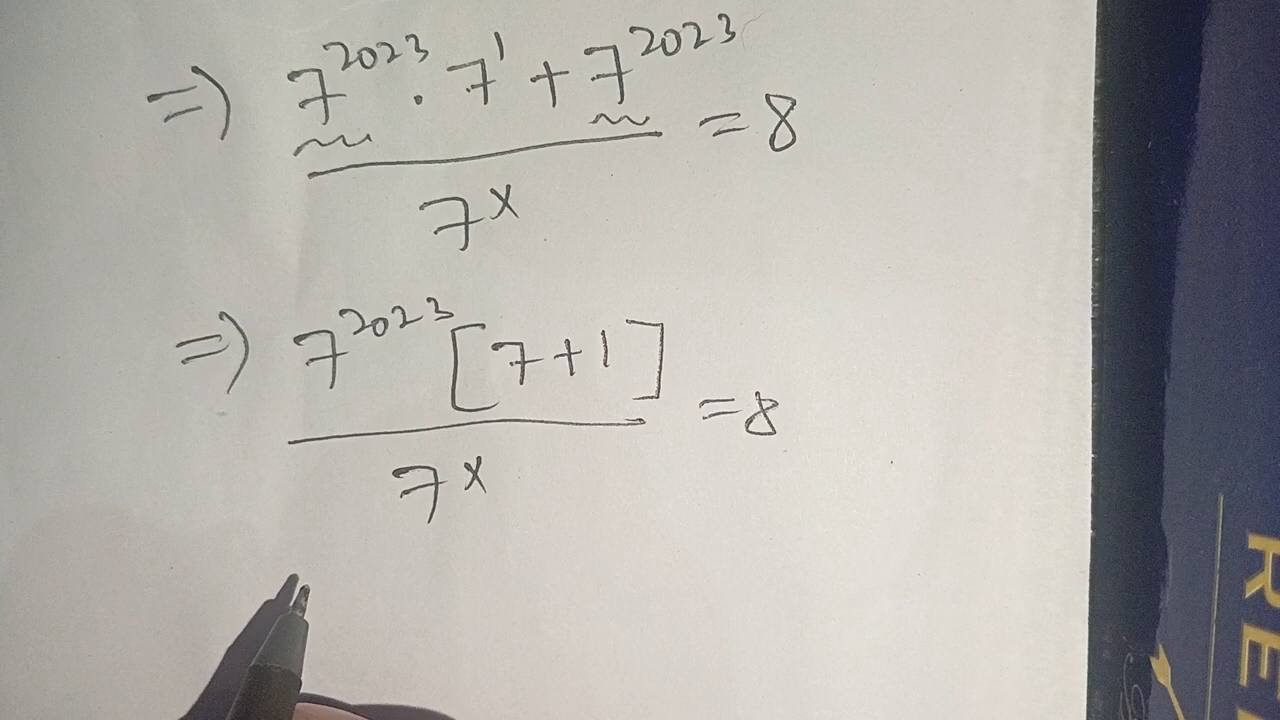 ⇒ (7^2023 · 7^1 + 7^2023) / 7^x = 8
⇒ 7^2023 [7+1] / 7^x = 8